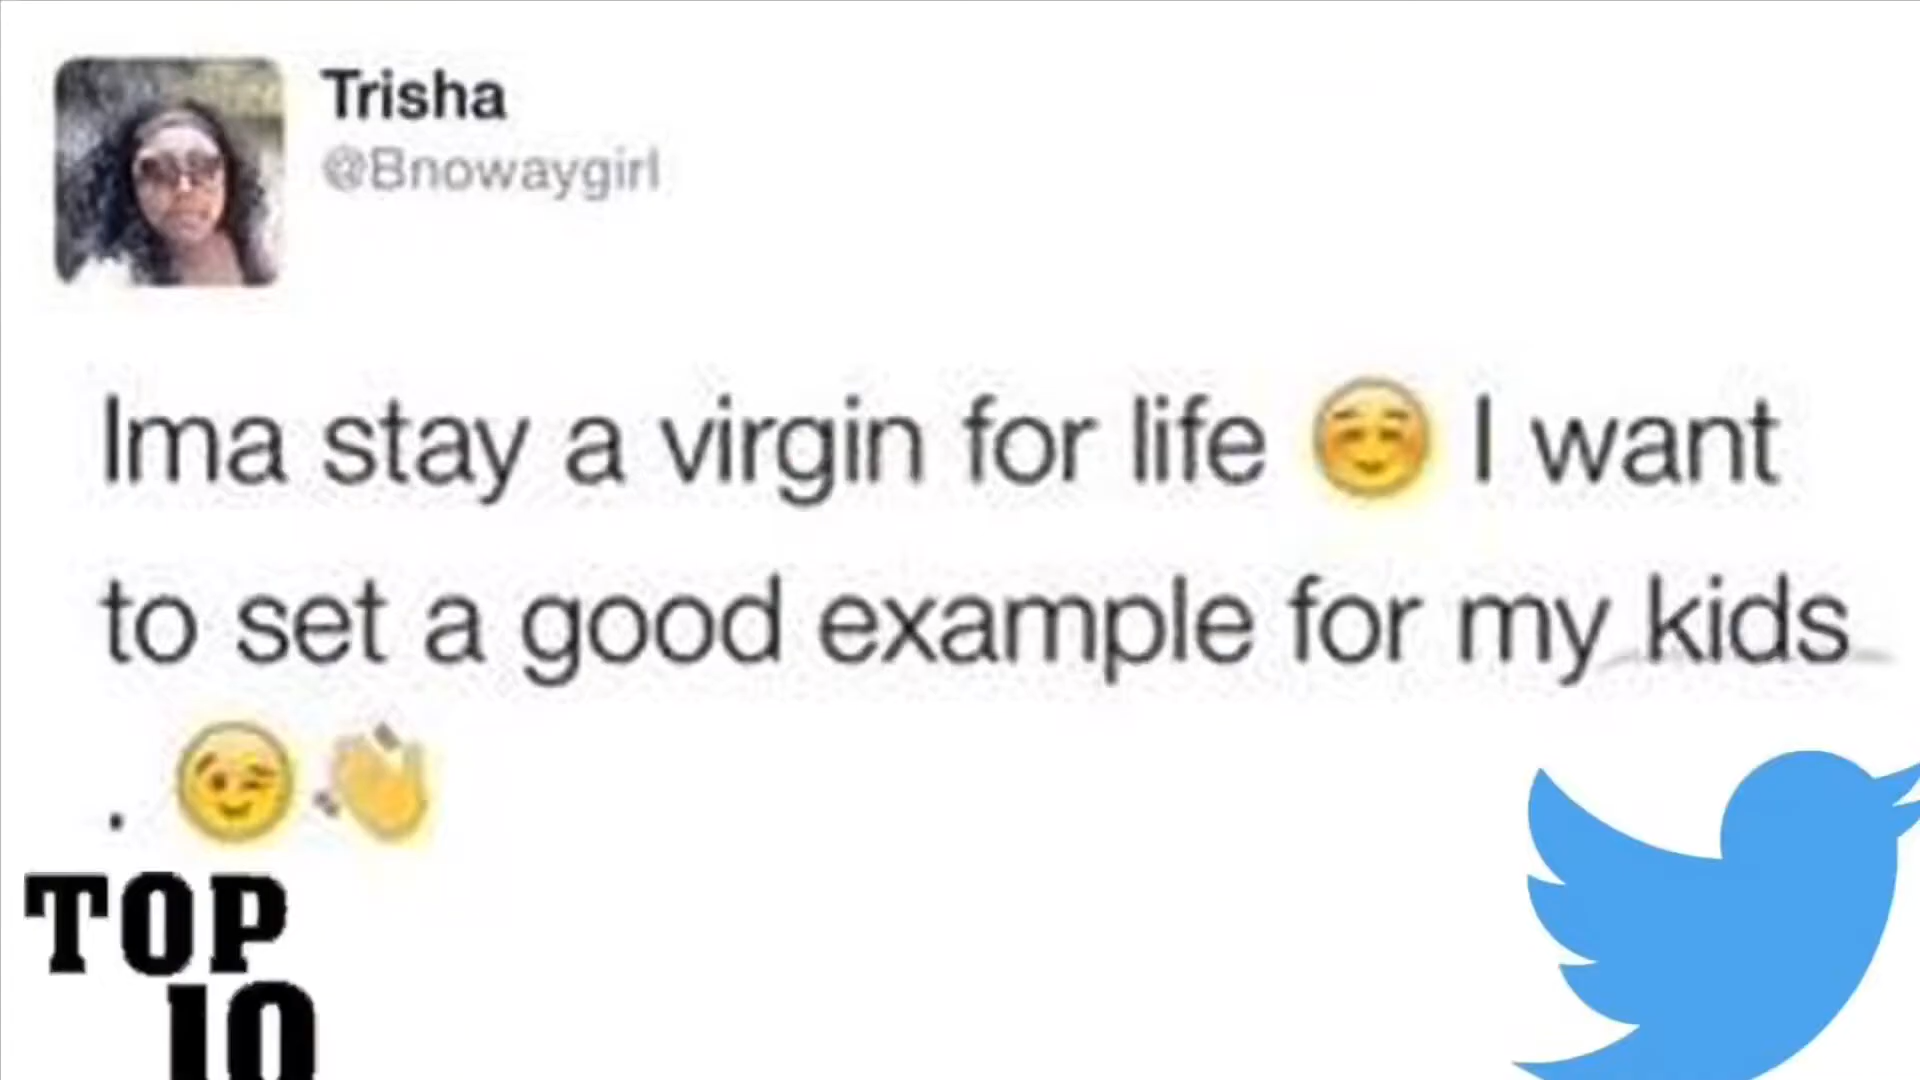 Trisha
@Bnowaygirl
Ima stay a virgin for life ☺️ I want
to set a good example for my kids
. 😉👏
TOP
10